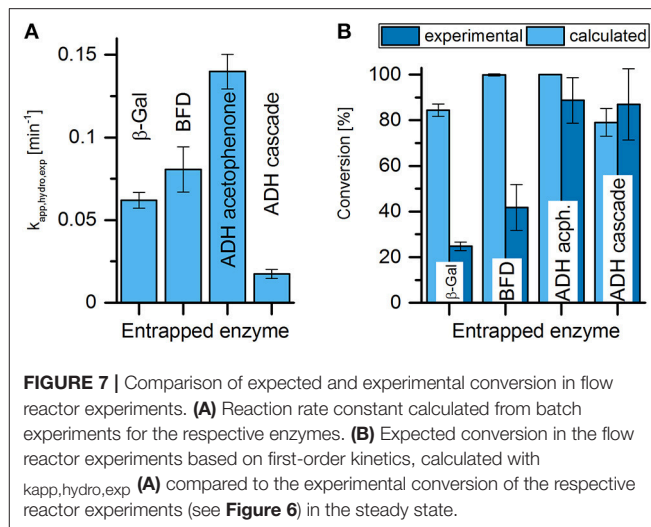 A
0.15
0.1
0.05
0
k app,hydro,exp [min-1]
β-Gal
BFD
ADH acetophenone
ADH cascade
Entrapped enzyme
B
experimental
calculated
100
80
60
40
20
0
Conversion [%]
β-Gal
BFD
ADH acph.
ADH cascade
Entrapped enzyme
FIGURE 7 | Comparison of expected and experimental conversion in flow
reactor experiments. (A) Reaction rate constant calculated from batch
experiments for the respective enzymes. (B) Expected conversion in the flow
reactor experiments based on first-order kinetics, calculated with
kapp,hydro,exp (A) compared to the experimental conversion of the respective
reactor experiments (see Figure 6) in the steady state.